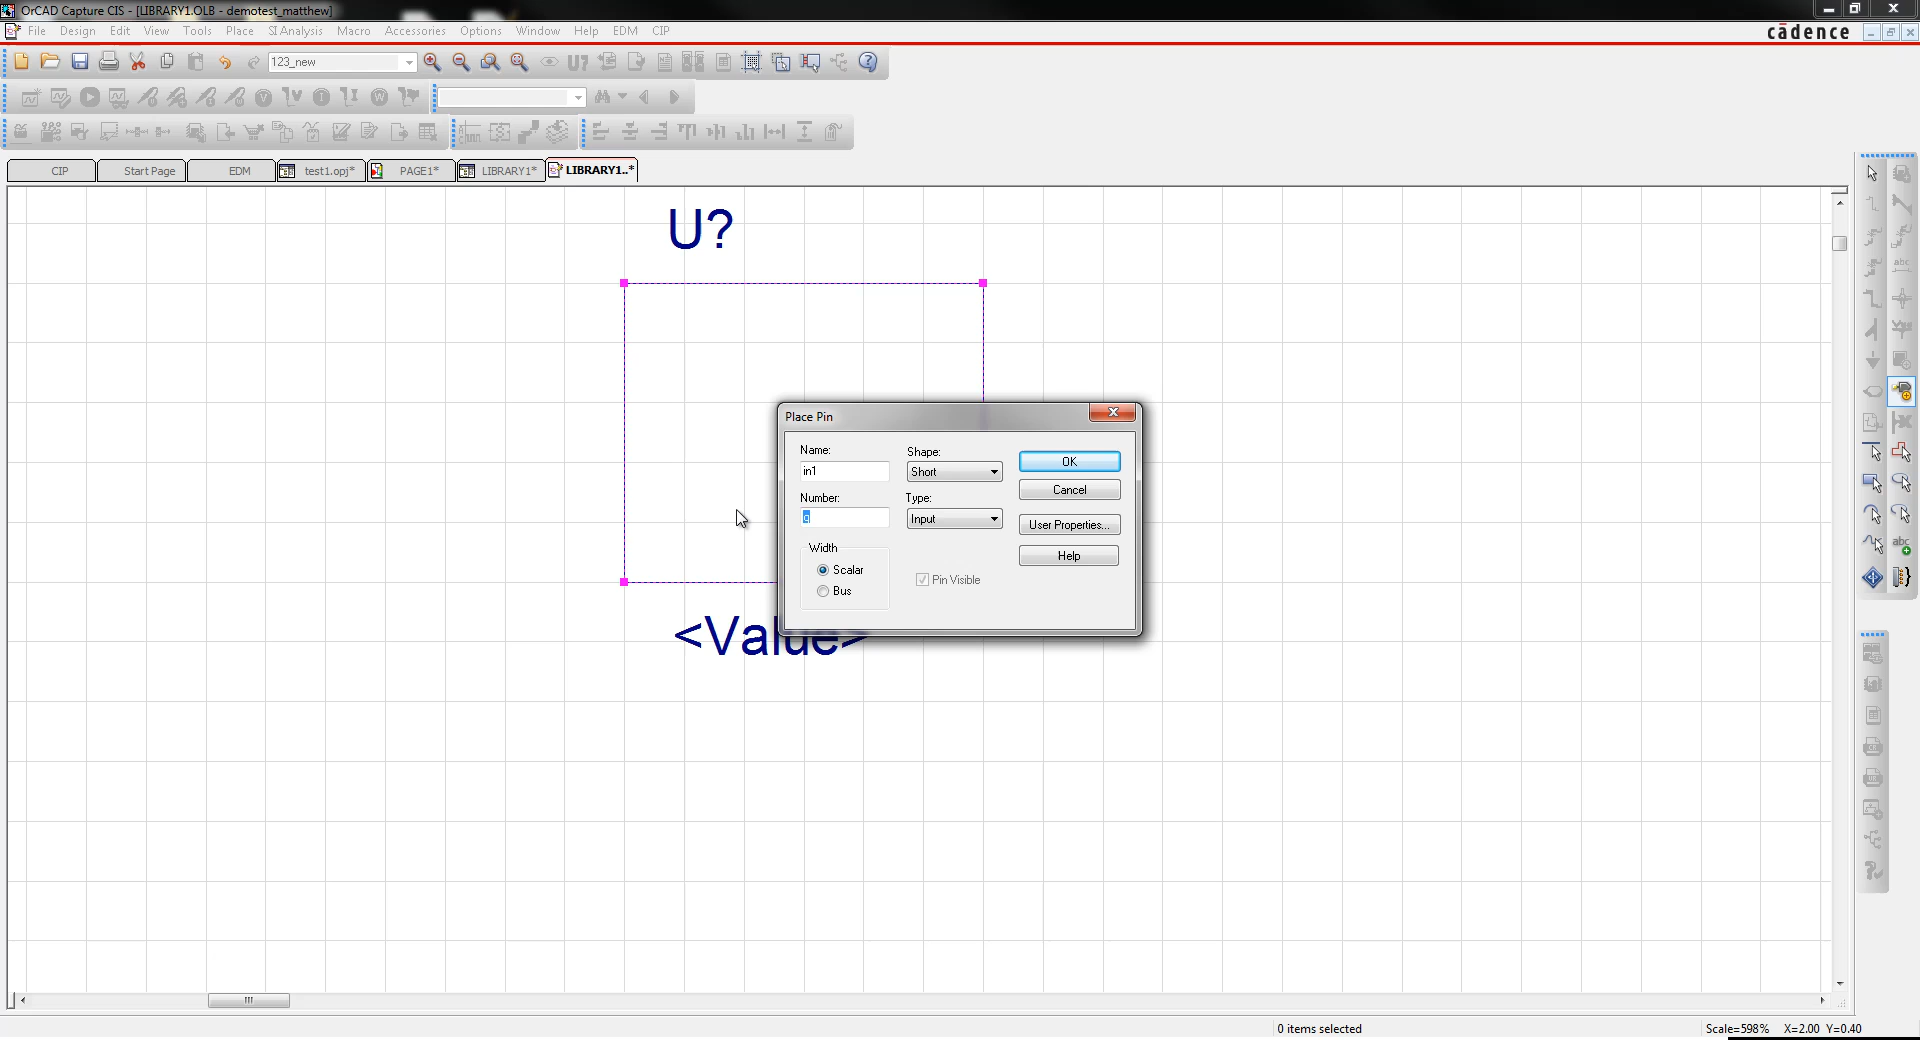 OrCAD Capture CIS - [LIBRARY1.OLB - demotest_matthew]
File Design Edit View Tools Place SI Analysis Macro Accessories Options Window Help EDM CIP
cādence
123_new
U?
CIP
Start Page
EDM
test1.opj*
PAGE1*
LIBRARY1*
LIBRARY1..*
U?
Place Pin
Name:
Shape:
in1
Short
OK
Cancel
Number:
Type:
Input
User Properties...
Width
Help
Scalar
Pin Visible
Bus
<Value>
abc
abc
0 items selected
Scale=598% X=2.00 Y=0.40